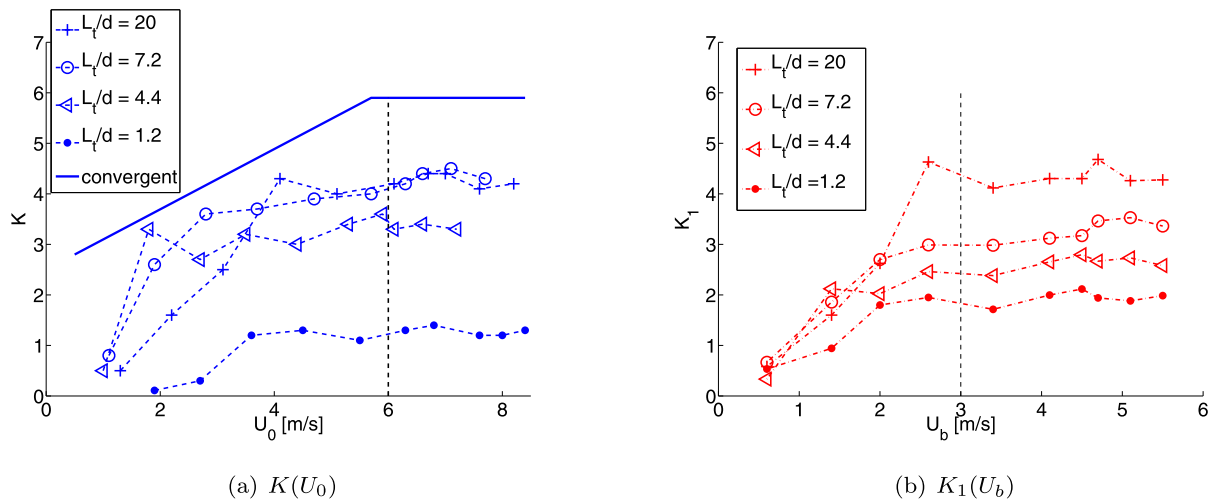 L_t/d = 20
L_t/d = 7.2
L_t/d = 4.4
L_t/d = 1.2
convergent
7
6
5
4
3
2
1
0
K
0 2 4 6 8
U_0 [m/s]
(a) K(U_0)
L_t/d = 20
L_t/d = 7.2
L_t/d = 4.4
L_t/d =1.2
7
6
5
4
3
2
1
0
K_1
0 1 2 3 4 5 6
U_b [m/s]
(b) K_1(U_b)